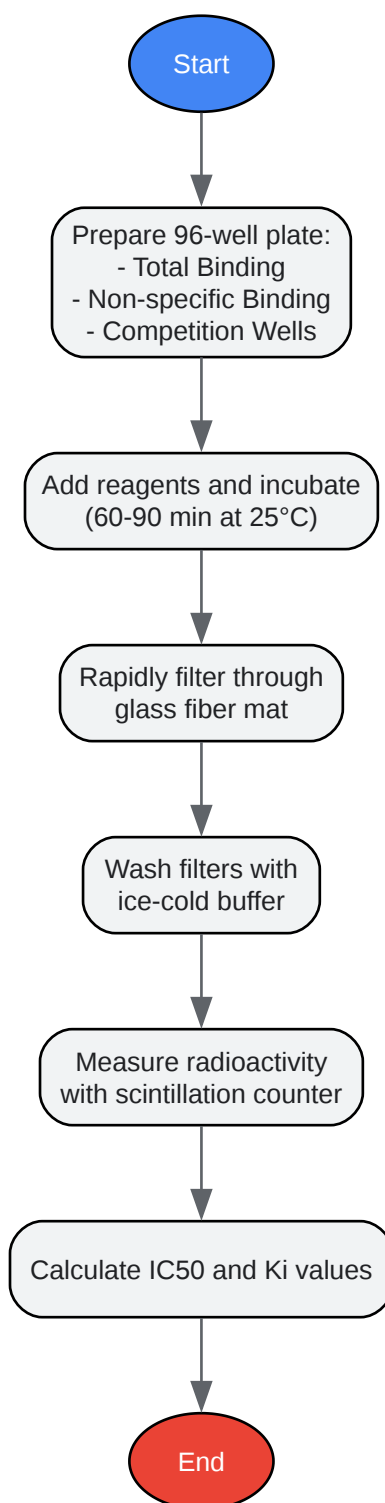 Start
Prepare 96-well plate:
- Total Binding
- Non-specific Binding
- Competition Wells
Add reagents and incubate
(60-90 min at 25°C)
Rapidly filter through
glass fiber mat
Wash filters with
ice-cold buffer
Measure radioactivity
with scintillation counter
Calculate IC50 and Ki values
End